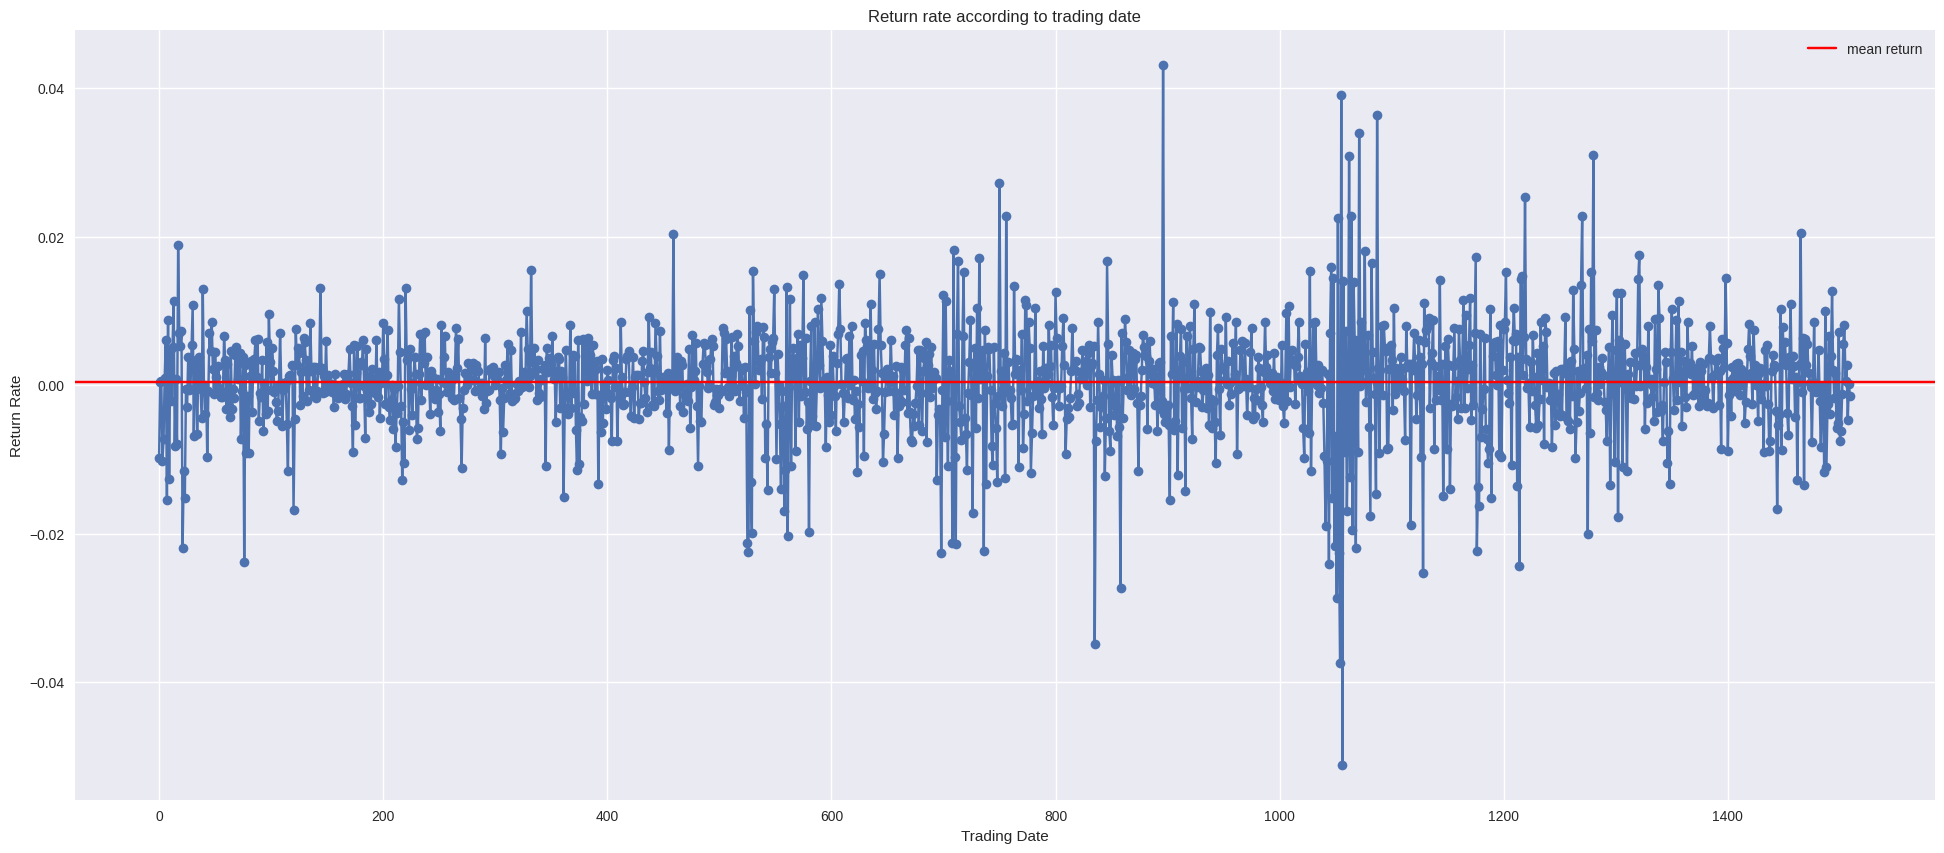 Return rate according to trading date
mean return
0.04
0.02
0.00
−0.02
−0.04
Return Rate
0 200 400 600 800 1000 1200 1400
Trading Date